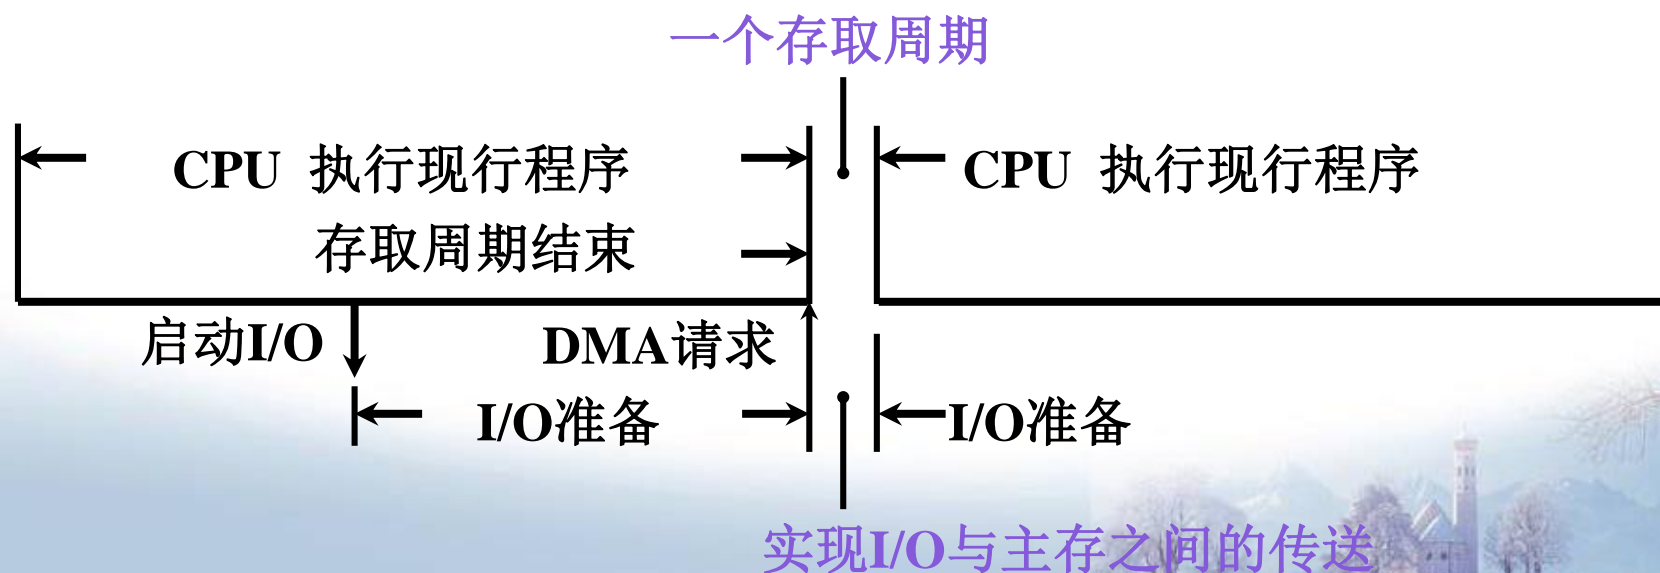 一个存取周期
CPU 执行现行程序 CPU 执行现行程序
存取周期结束
启动I/O DMA请求
I/O准备 I/O准备
实现I/O与主存之间的传送